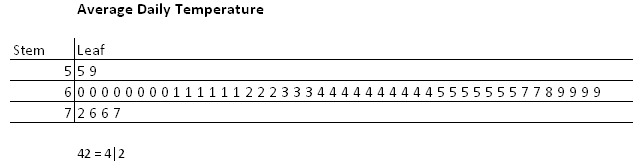 Average Daily Temperature
Stem | Leaf
5 | 5 9
6 | 0 0 0 0 0 0 0 0 1 1 1 1 1 1 2 2 2 3 3 3 4 4 4 4 4 4 4 4 4 4 5 5 5 5 5 5 5 7 7 8 9 9 9 9
7 | 2 6 6 7
42 = 4|2